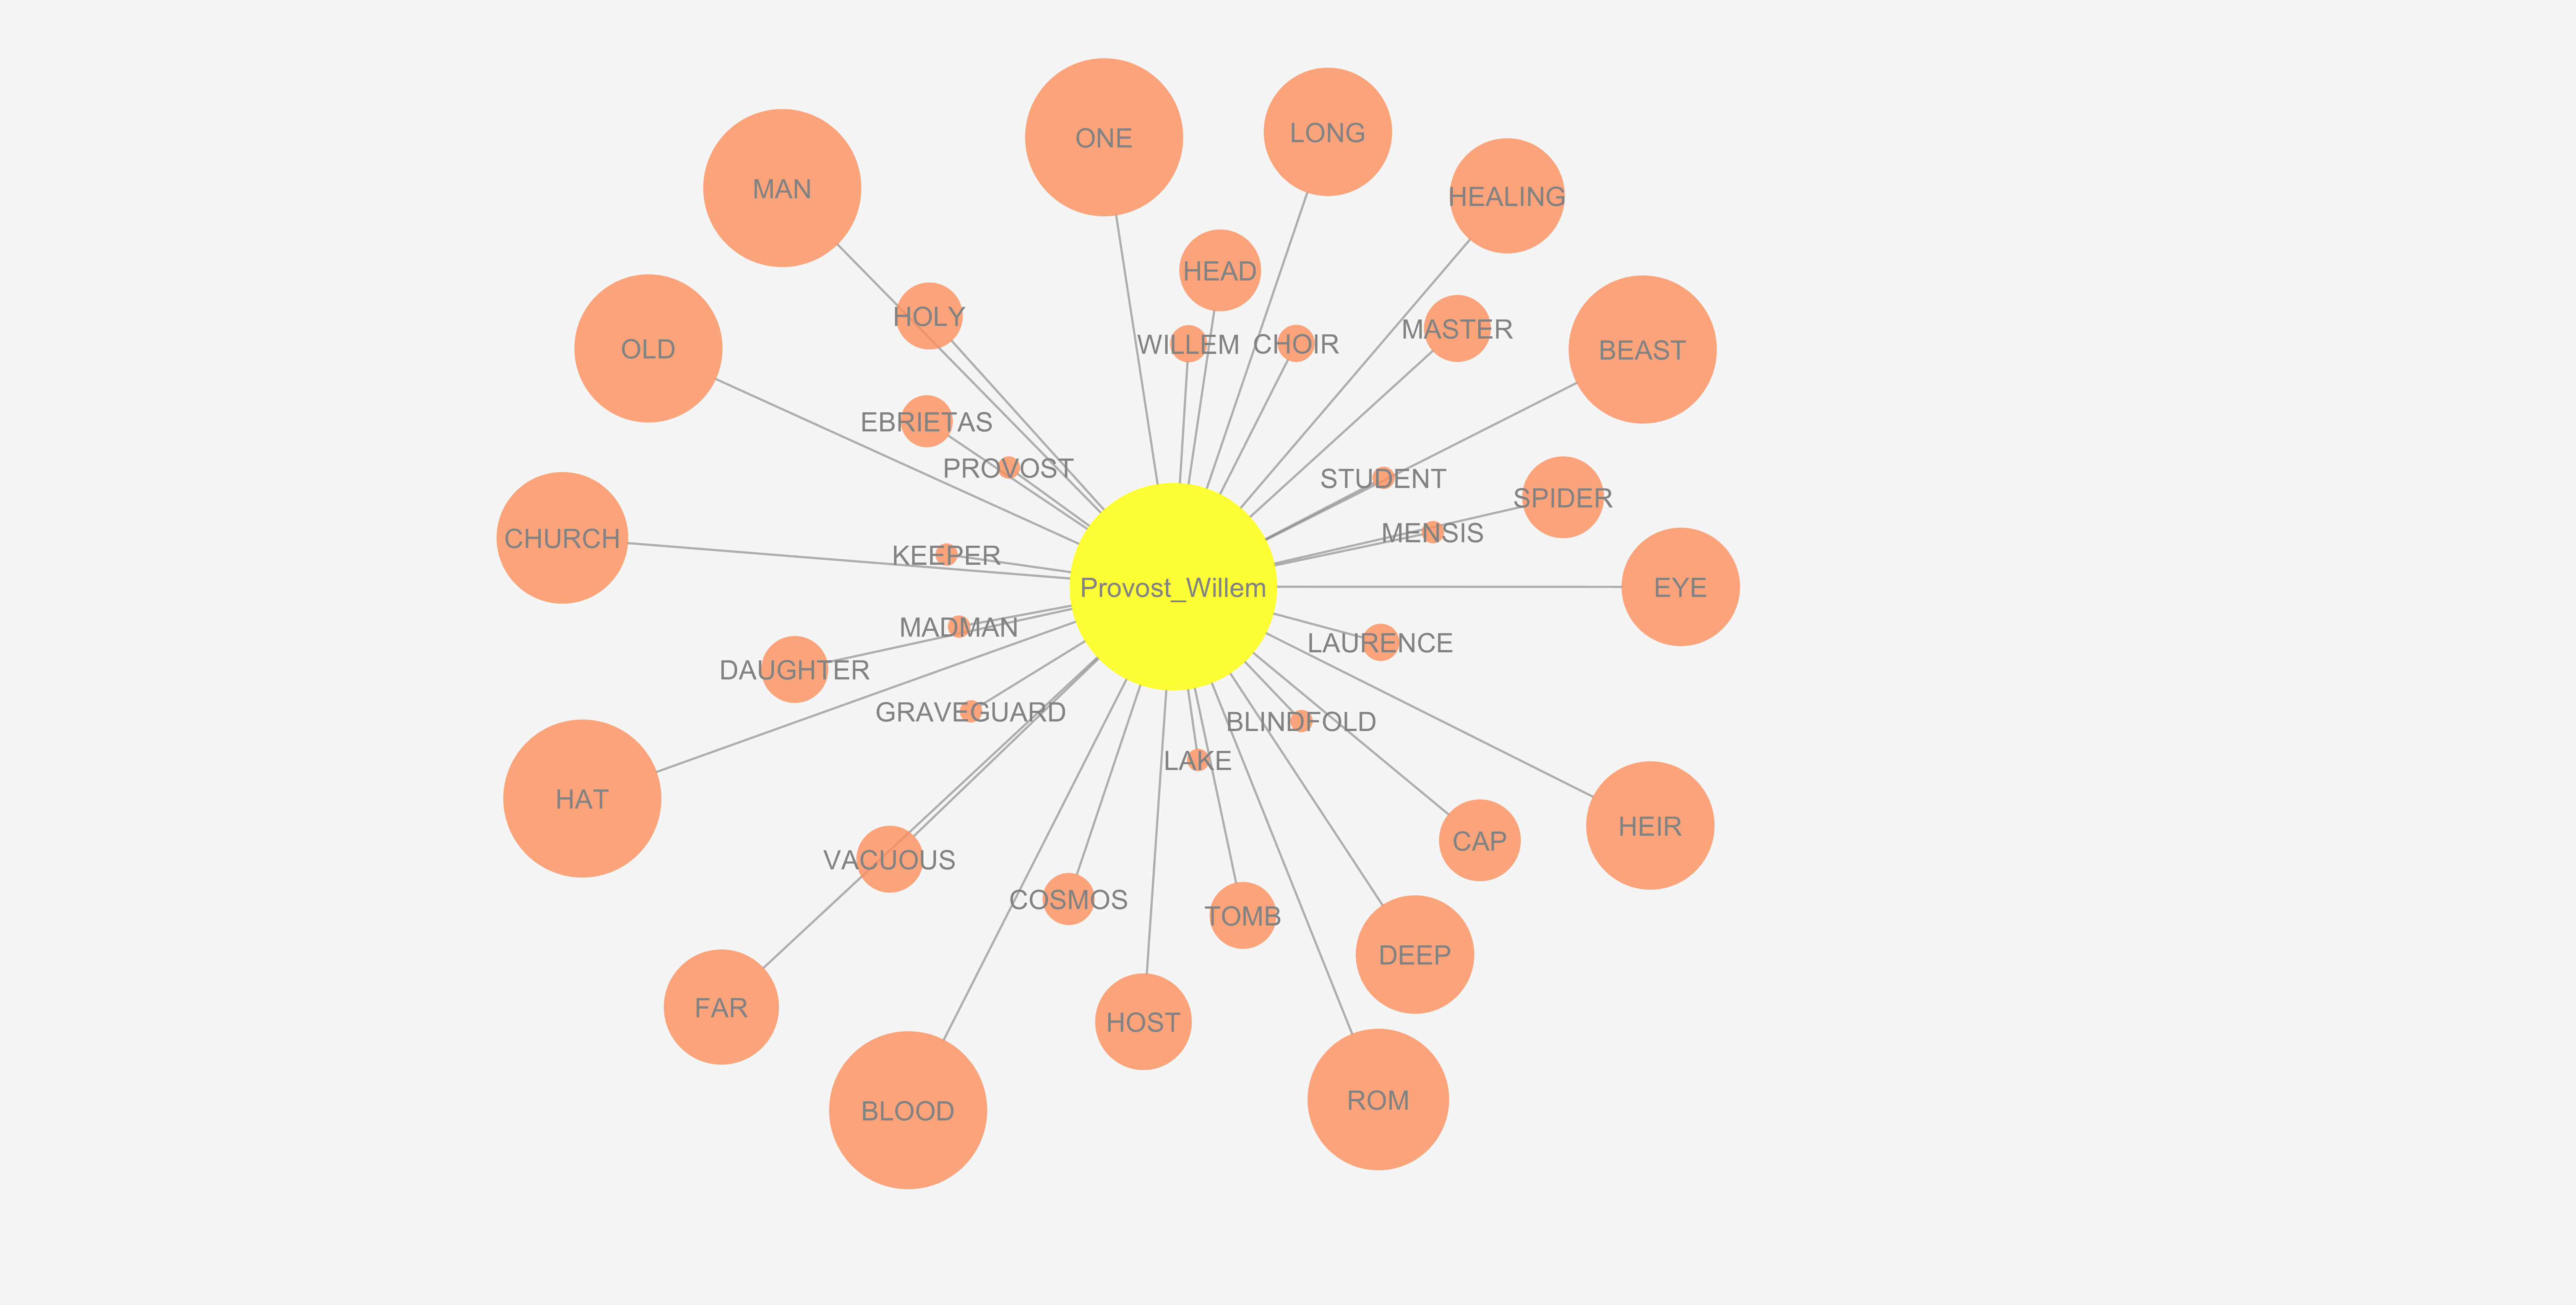 ONE
LONG
MAN
HEALING
HEAD
HOLY
MASTER
WILLEM
CHOIR
OLD
BEAST
EBRIETAS
PROVOST
STUDENT
SPIDER
MENSIS
CHURCH
KEEPER
Provost_Willem
EYE
MADMAN
LAURENCE
DAUGHTER
GRAVEGUARD
BLINDFOLD
LAKE
HAT
HEIR
CAP
VACUOUS
COSMOS
TOMB
DEEP
FAR
HOST
ROM
BLOOD